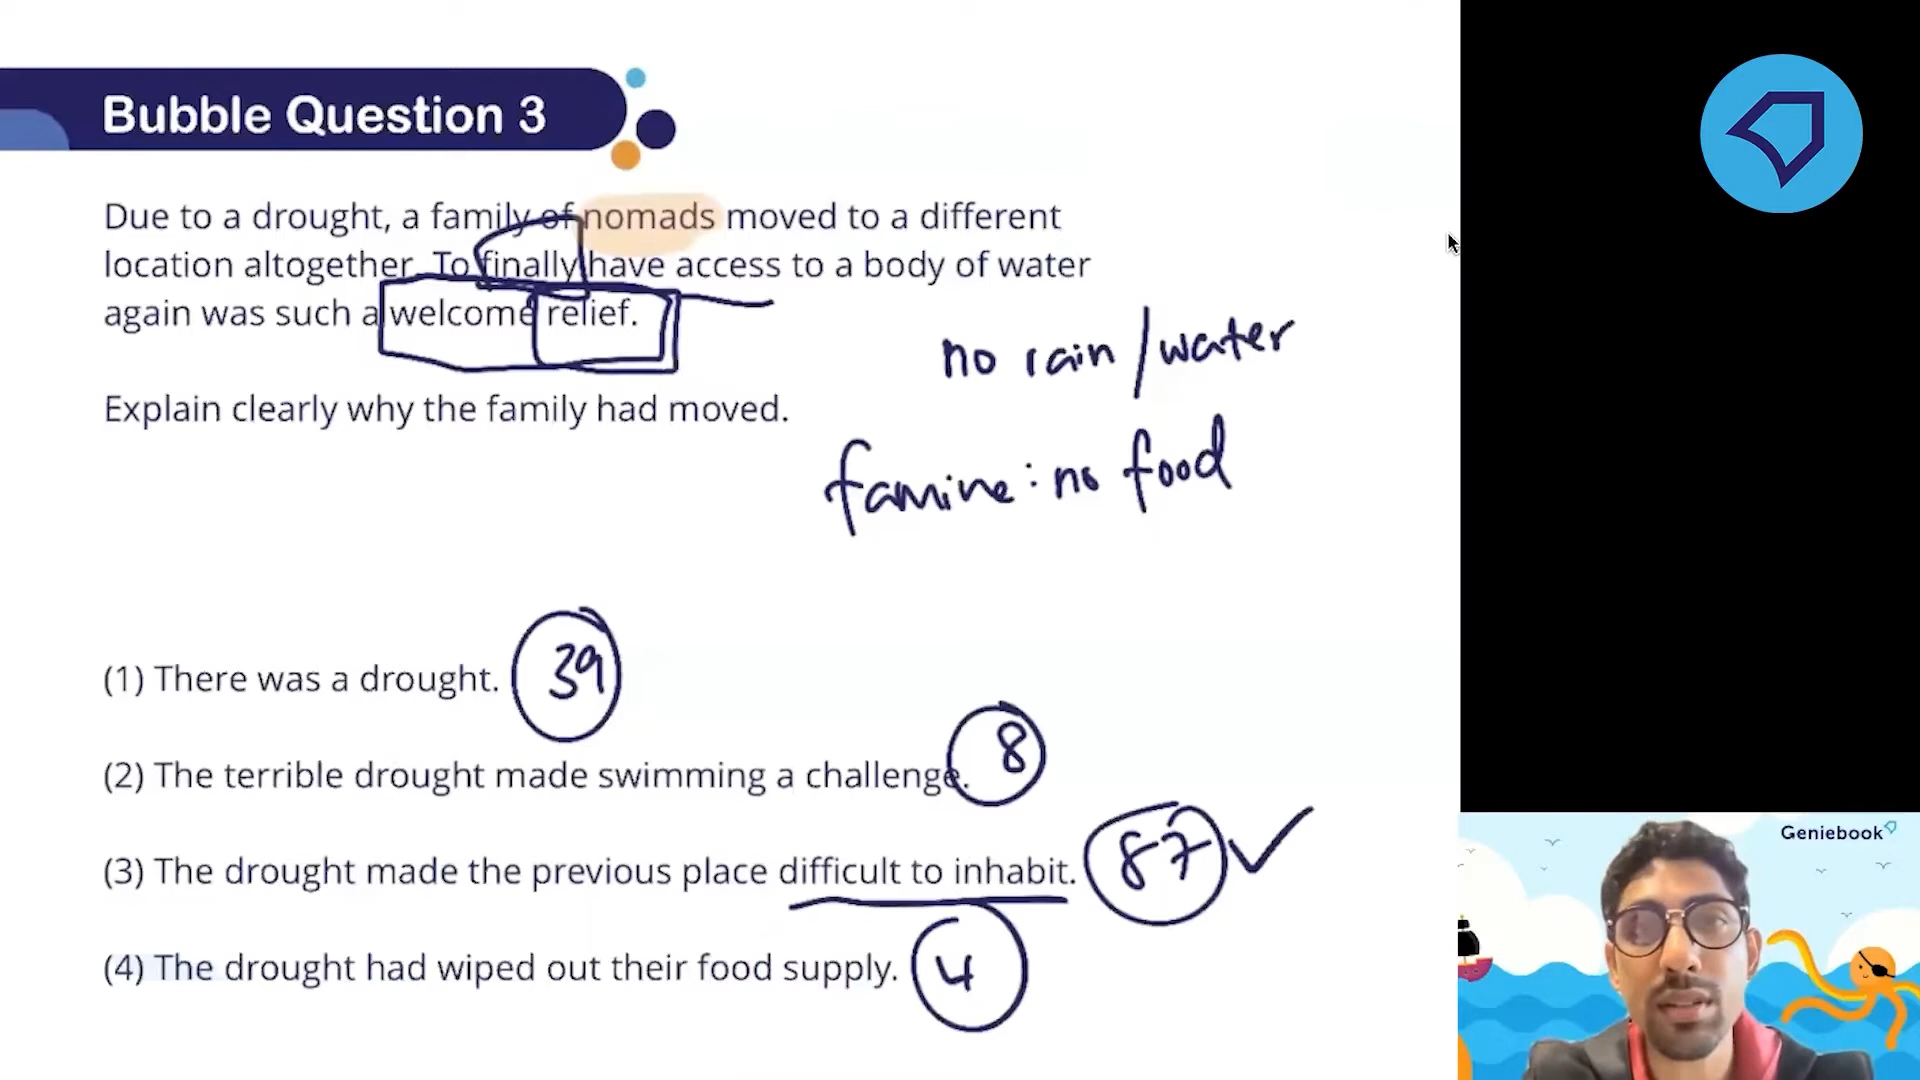 Bubble Question 3
Due to a drought, a family of nomads moved to a different
location altogether. To finally have access to a body of water
again was such a welcome relief.
no rain / water
Explain clearly why the family had moved.
famine : no food
(1) There was a drought. 39
(2) The terrible drought made swimming a challenge. 8
(3) The drought made the previous place difficult to inhabit. 87
(4) The drought had wiped out their food supply. 4
Geniebook